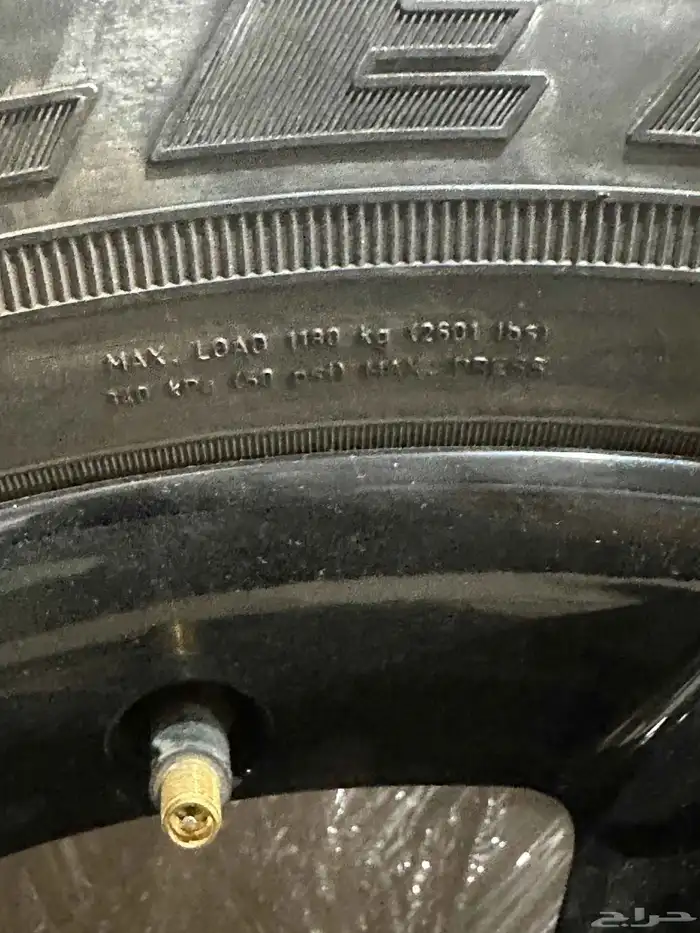 E
MAX. LOAD 1180 kg (2601 lbs)
340 kPa (50 PSI) MAX. PRESS
حراج